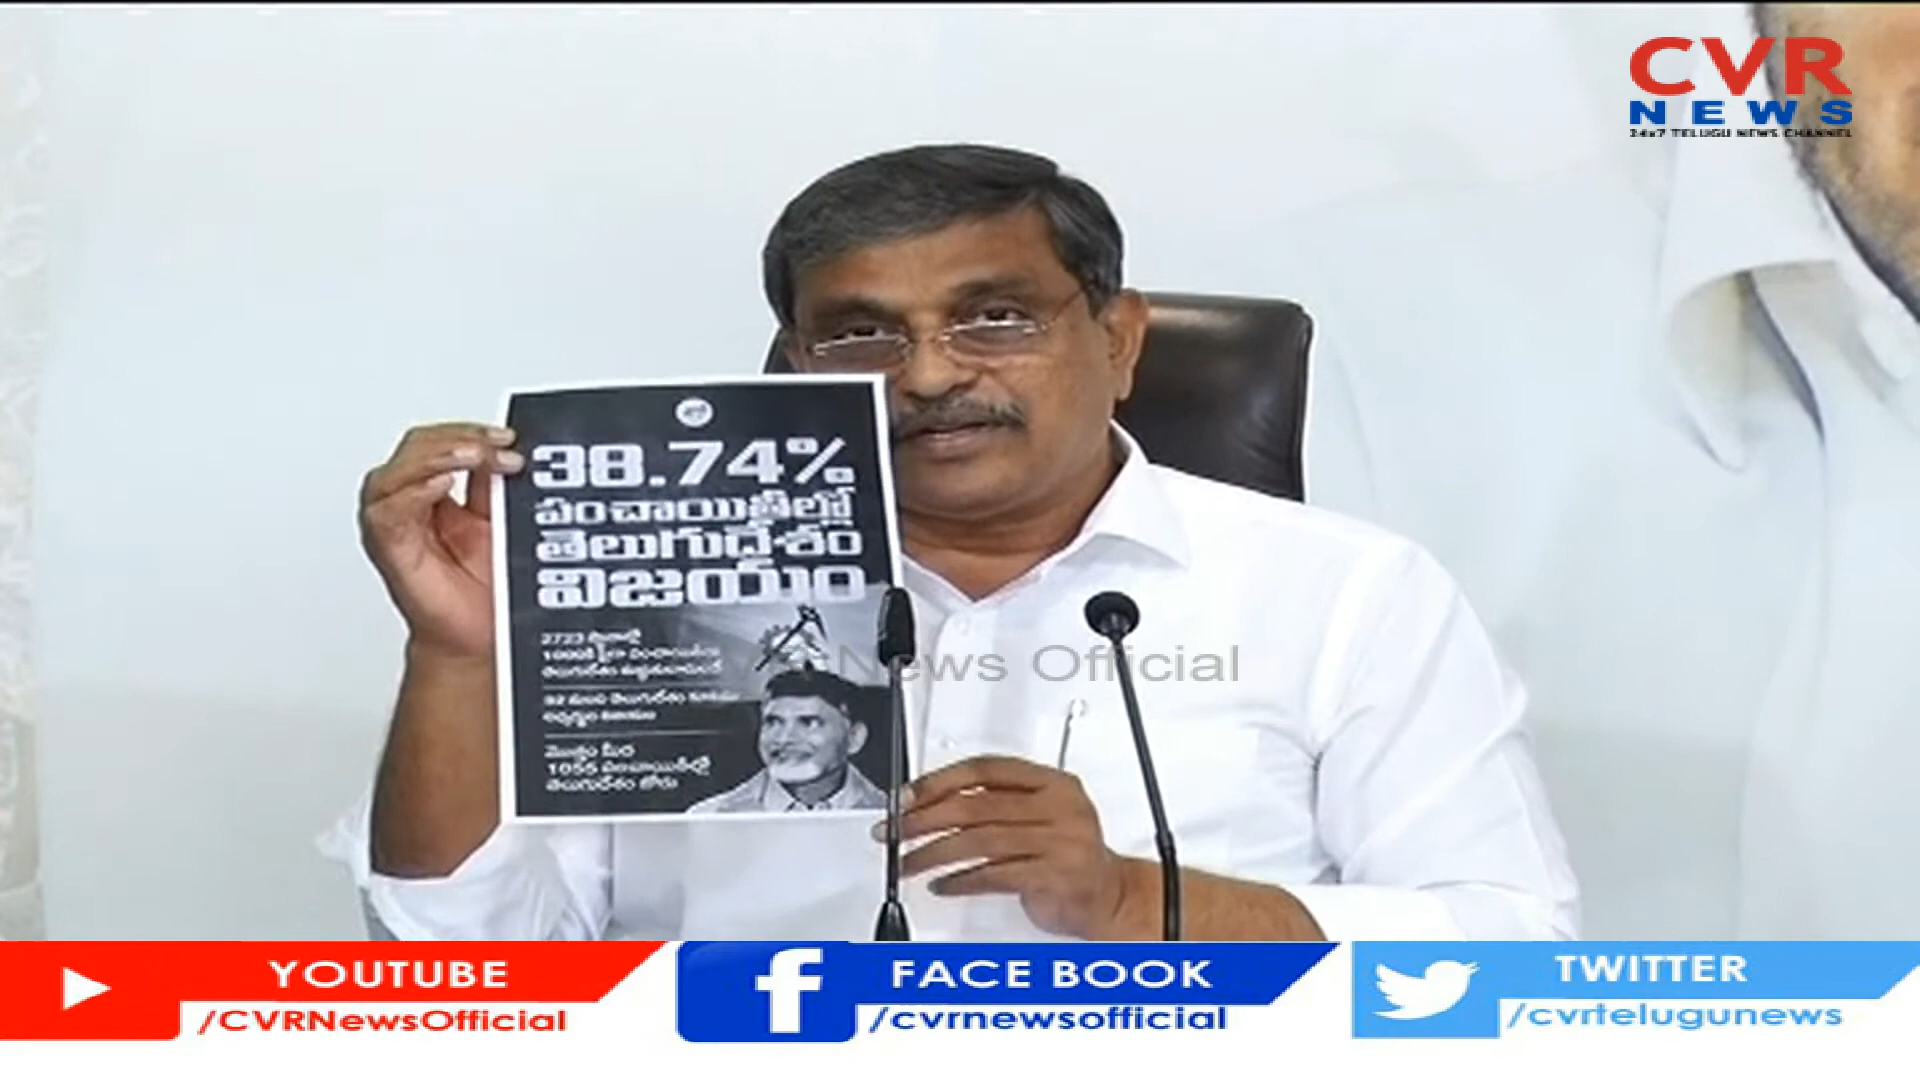 CVR
NEWS
24x7 TELUGU NEWS CHANNEL
38.74%
పంచాయితీల్లో
తెలుగుదేశం
విజయం
2723 స్థానాల్లో
మొత్తం మీద
1055 పంచాయితీల్లో
తెలుగుదేశం జోరు
News Official
YOUTUBE
/CVRNewsOfficial
FACE BOOK
/cvrnewsofficial
TWITTER
/cvrtelugunews